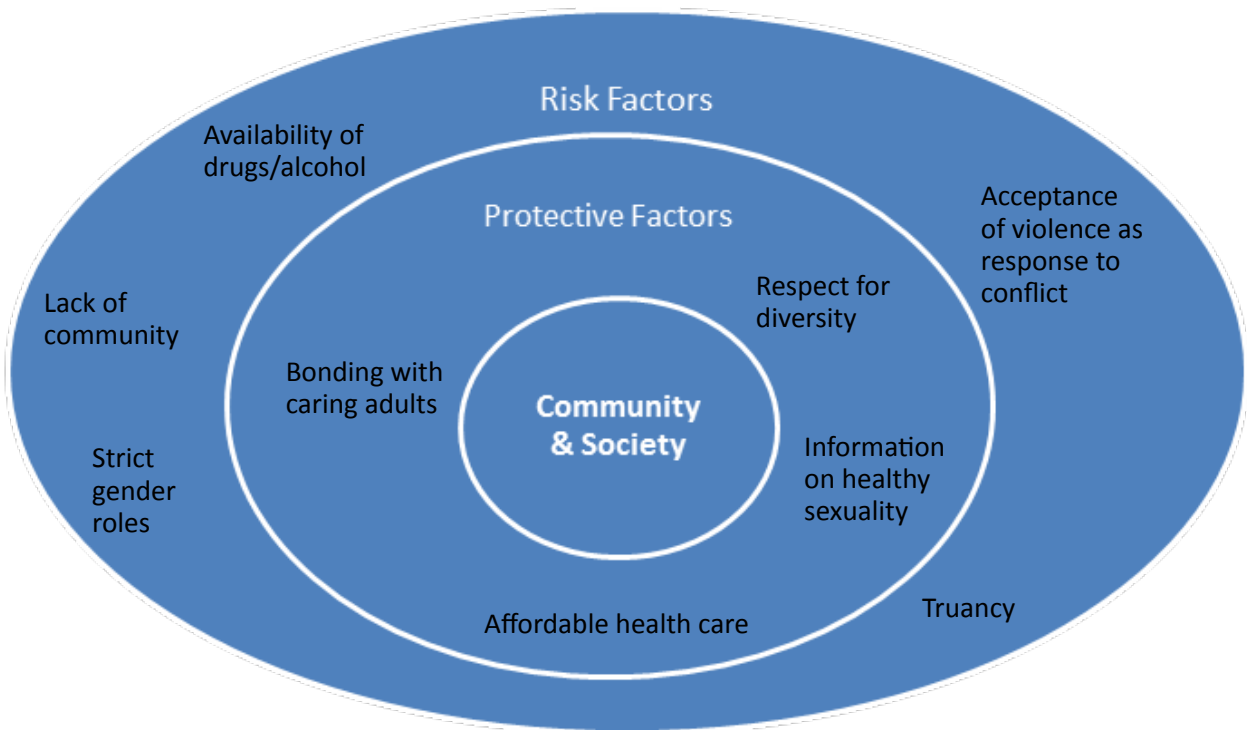 Risk Factors
Availability of
drugs/alcohol
Acceptance
of violence as
response to
conflict
Protective Factors
Lack of
community
Respect for
diversity
Bonding with
caring adults
Community
& Society
Strict
gender
roles
Information
on healthy
sexuality
Affordable health care
Truancy